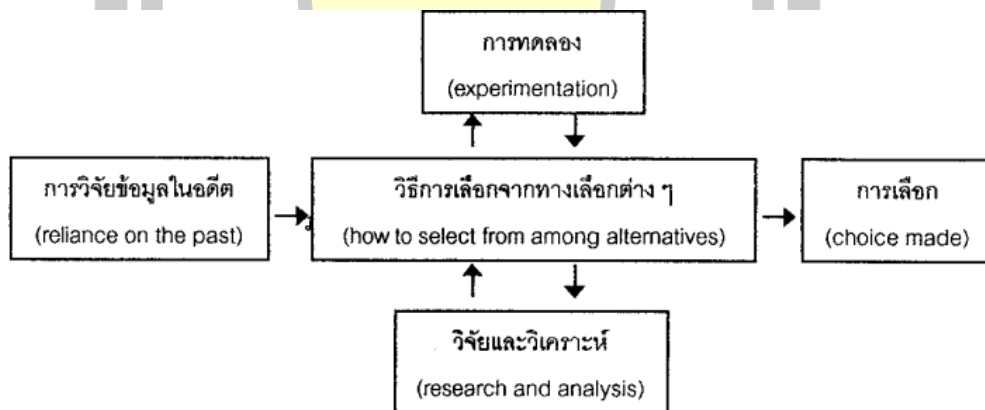 การทดลอง
(experimentation)
การวิจัยข้อมูลในอดีต
(reliance on the past)
วิธีการเลือกจากทางเลือกต่าง ๆ
(how to select from among alternatives)
การเลือก
(choice made)
วิจัยและวิเคราะห์
(research and analysis)